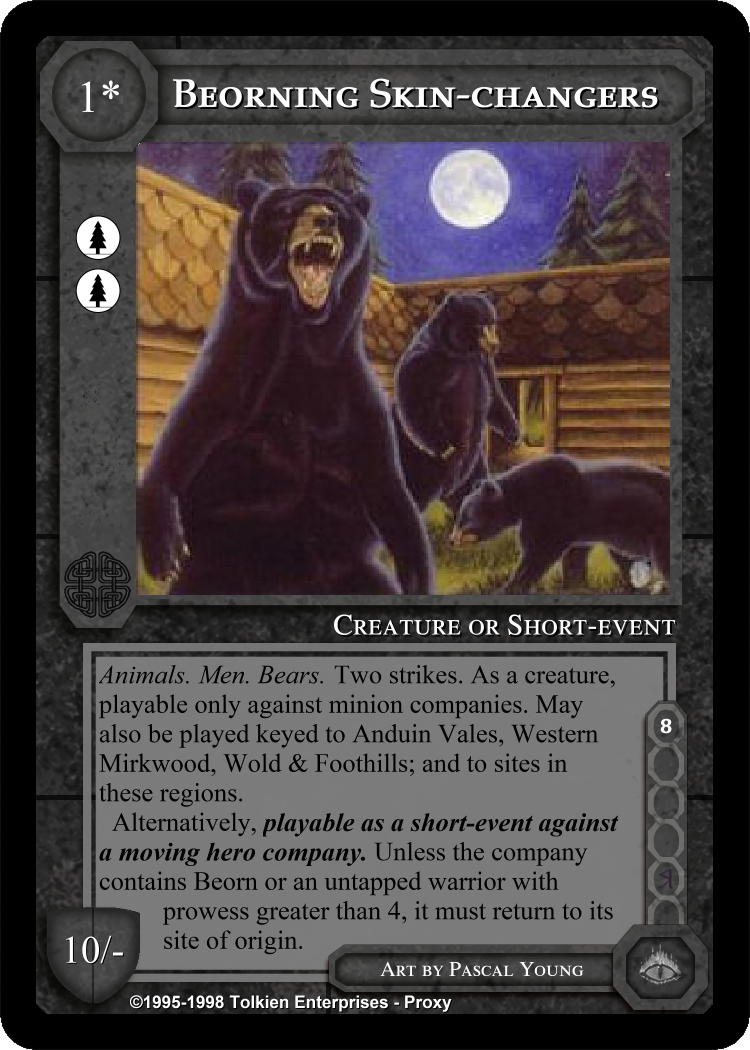 1*
BEORNING SKIN-CHANGERS
CREATURE OR SHORT-EVENT
Animals. Men. Bears. Two strikes. As a creature,
playable only against minion companies. May
also be played keyed to Anduin Vales, Western
Mirkwood, Wold & Foothills; and to sites in
these regions.
Alternatively, playable as a short-event against
a moving hero company. Unless the company
contains Beorn or an untapped warrior with
prowess greater than 4, it must return to its
site of origin.
8
R
10/-
ART BY PASCAL YOUNG
©1995-1998 Tolkien Enterprises - Proxy